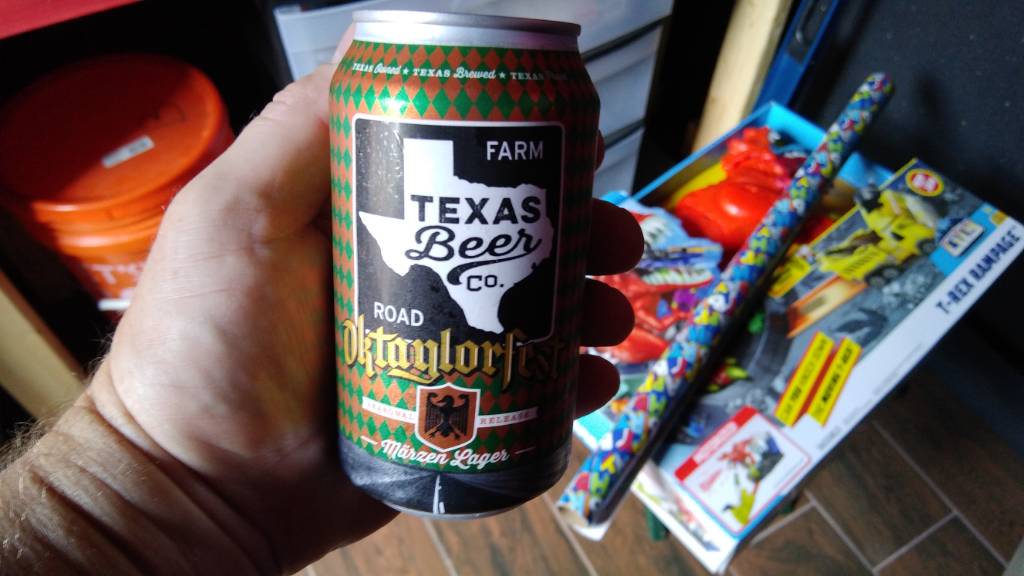 TEXAS Owned ★ TEXAS Brewed ★ TEXAS
FARM
TEXAS
Beer
CO.
ROAD
Oktaylorfest
SEASONAL RELEASE
Märzen Lager
T-REX RAMPAGE